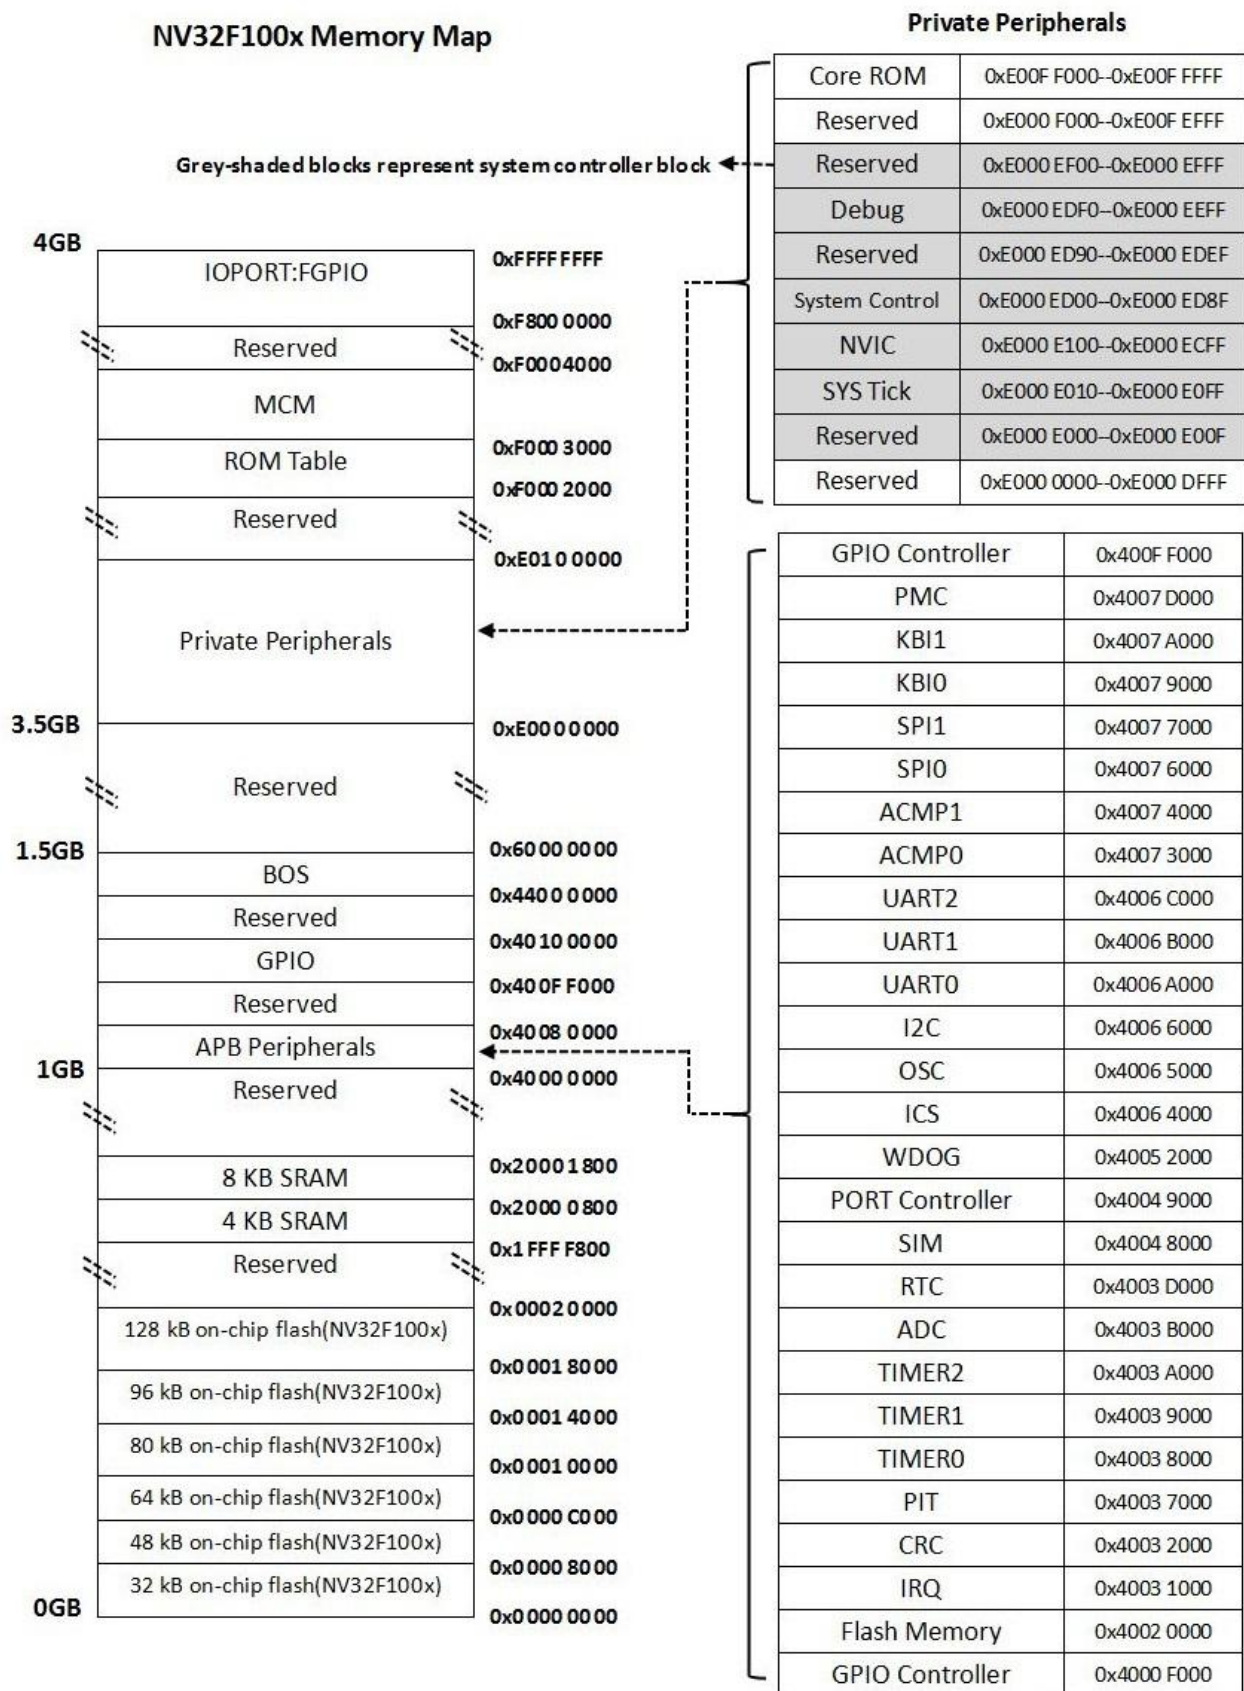 NV32F100x Memory Map
Private Peripherals
Core ROM 0xE00F F000--0xE00F FFFF
Reserved 0xE000 F000--0xE00F EFFF
Grey-shaded blocks represent system controller block
Reserved 0xE000 EF00--0xE000 EFFF
Debug 0xE000 EDF0--0xE000 EEFF
Reserved 0xE000 ED90--0xE000 EDEF
System Control 0xE000 ED00--0xE000 ED8F
NVIC 0xE000 E100--0xE000 ECFF
SYS Tick 0xE000 E010--0xE000 E0FF
Reserved 0xE000 E000--0xE000 E00F
Reserved 0xE000 0000--0xE000 DFFF
4GB
IOPORT:FGPIO
0xFFFF FFFF
0xF800 0000
Reserved
0xF000 4000
MCM
0xF000 3000
ROM Table
0xF000 2000
Reserved
0xE010 0000
Private Peripherals
3.5GB
0xE000 0000
Reserved
1.5GB
0x6000 0000
BOS
0x4400 0000
Reserved
0x4010 0000
GPIO
0x400F F000
Reserved
0x4008 0000
APB Peripherals
1GB
0x4000 0000
Reserved
0x2000 1800
8 KB SRAM
0x2000 0800
4 KB SRAM
0x1FFF F800
Reserved
0x0002 0000
128 kB on-chip flash(NV32F100x)
0x0001 8000
96 kB on-chip flash(NV32F100x)
0x0001 4000
80 kB on-chip flash(NV32F100x)
0x0001 0000
64 kB on-chip flash(NV32F100x)
0x0000 C000
48 kB on-chip flash(NV32F100x)
0x0000 8000
32 kB on-chip flash(NV32F100x)
0GB
0x0000 0000
GPIO Controller 0x400F F000
PMC 0x4007 D000
KBI1 0x4007 A000
KBI0 0x4007 9000
SPI1 0x4007 7000
SPI0 0x4007 6000
ACMP1 0x4007 4000
ACMP0 0x4007 3000
UART2 0x4006 C000
UART1 0x4006 B000
UART0 0x4006 A000
I2C 0x4006 6000
OSC 0x4006 5000
ICS 0x4006 4000
WDOG 0x4005 2000
PORT Controller 0x4004 9000
SIM 0x4004 8000
RTC 0x4003 D000
ADC 0x4003 B000
TIMER2 0x4003 A000
TIMER1 0x4003 9000
TIMER0 0x4003 8000
PIT 0x4003 7000
CRC 0x4003 2000
IRQ 0x4003 1000
Flash Memory 0x4002 0000
GPIO Controller 0x4000 F000